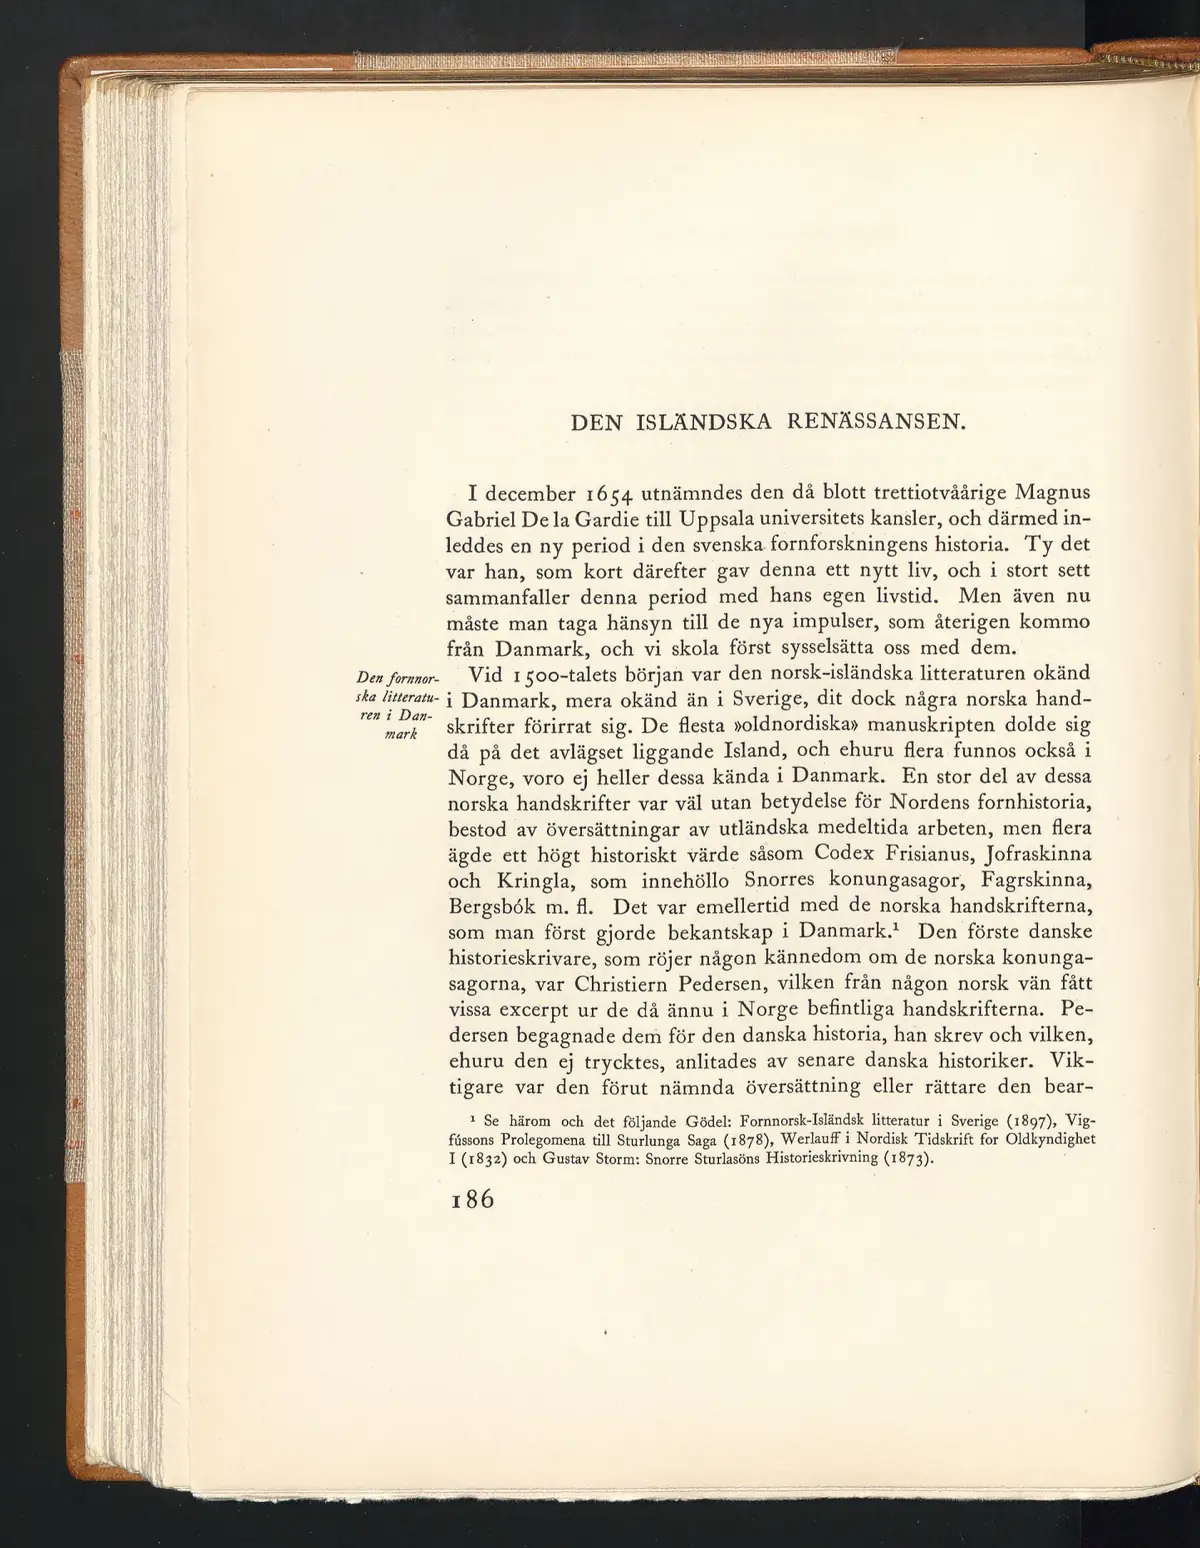 DEN ISLÄNDSKA RENÄSSANSEN.
I december 1654 utnämndes den då blott trettiotvåårige Magnus
Gabriel De la Gardie till Uppsala universitets kansler, och därmed in-
leddes en ny period i den svenska fornforskningens historia. Ty det
var han, som kort därefter gav denna ett nytt liv, och i stort sett
sammanfaller denna period med hans egen livstid. Men även nu
måste man taga hänsyn till de nya impulser, som återigen kommo
från Danmark, och vi skola först sysselsätta oss med dem.
Den fornnor-
ska litteratu-
ren i Dan-
mark
Vid 1500-talets början var den norsk-isländska litteraturen okänd
i Danmark, mera okänd än i Sverige, dit dock några norska hand-
skrifter förirrat sig. De flesta »oldnordiska» manuskripten dolde sig
då på det avlägset liggande Island, och ehuru flera funnos också i
Norge, voro ej heller dessa kända i Danmark. En stor del av dessa
norska handskrifter var väl utan betydelse för Nordens fornhistoria,
bestod av översättningar av utländska medeltida arbeten, men flera
ägde ett högt historiskt värde såsom Codex Frisianus, Jofraskinna
och Kringla, som innehöllo Snorres konungasagor, Fagrskinna,
Bergsbók m. fl. Det var emellertid med de norska handskrifterna,
som man först gjorde bekantskap i Danmark.¹ Den förste danske
historieskrivare, som röjer någon kännedom om de norska konunga-
sagorna, var Christiern Pedersen, vilken från någon norsk vän fått
vissa excerpt ur de då ännu i Norge befintliga handskrifterna. Pe-
dersen begagnade dem för den danska historia, han skrev och vilken,
ehuru den ej trycktes, anlitades av senare danska historiker. Vik-
tigare var den förut nämnda översättning eller rättare den bear-
¹ Se härom och det följande Gödel: Fornnorsk-Isländsk litteratur i Sverige (1897), Vig-
fússons Prolegomena till Sturlunga Saga (1878), Werlauff i Nordisk Tidskrift for Oldkyndighet
I (1832) och Gustav Storm: Snorre Sturlasöns Historieskrivning (1873).
186